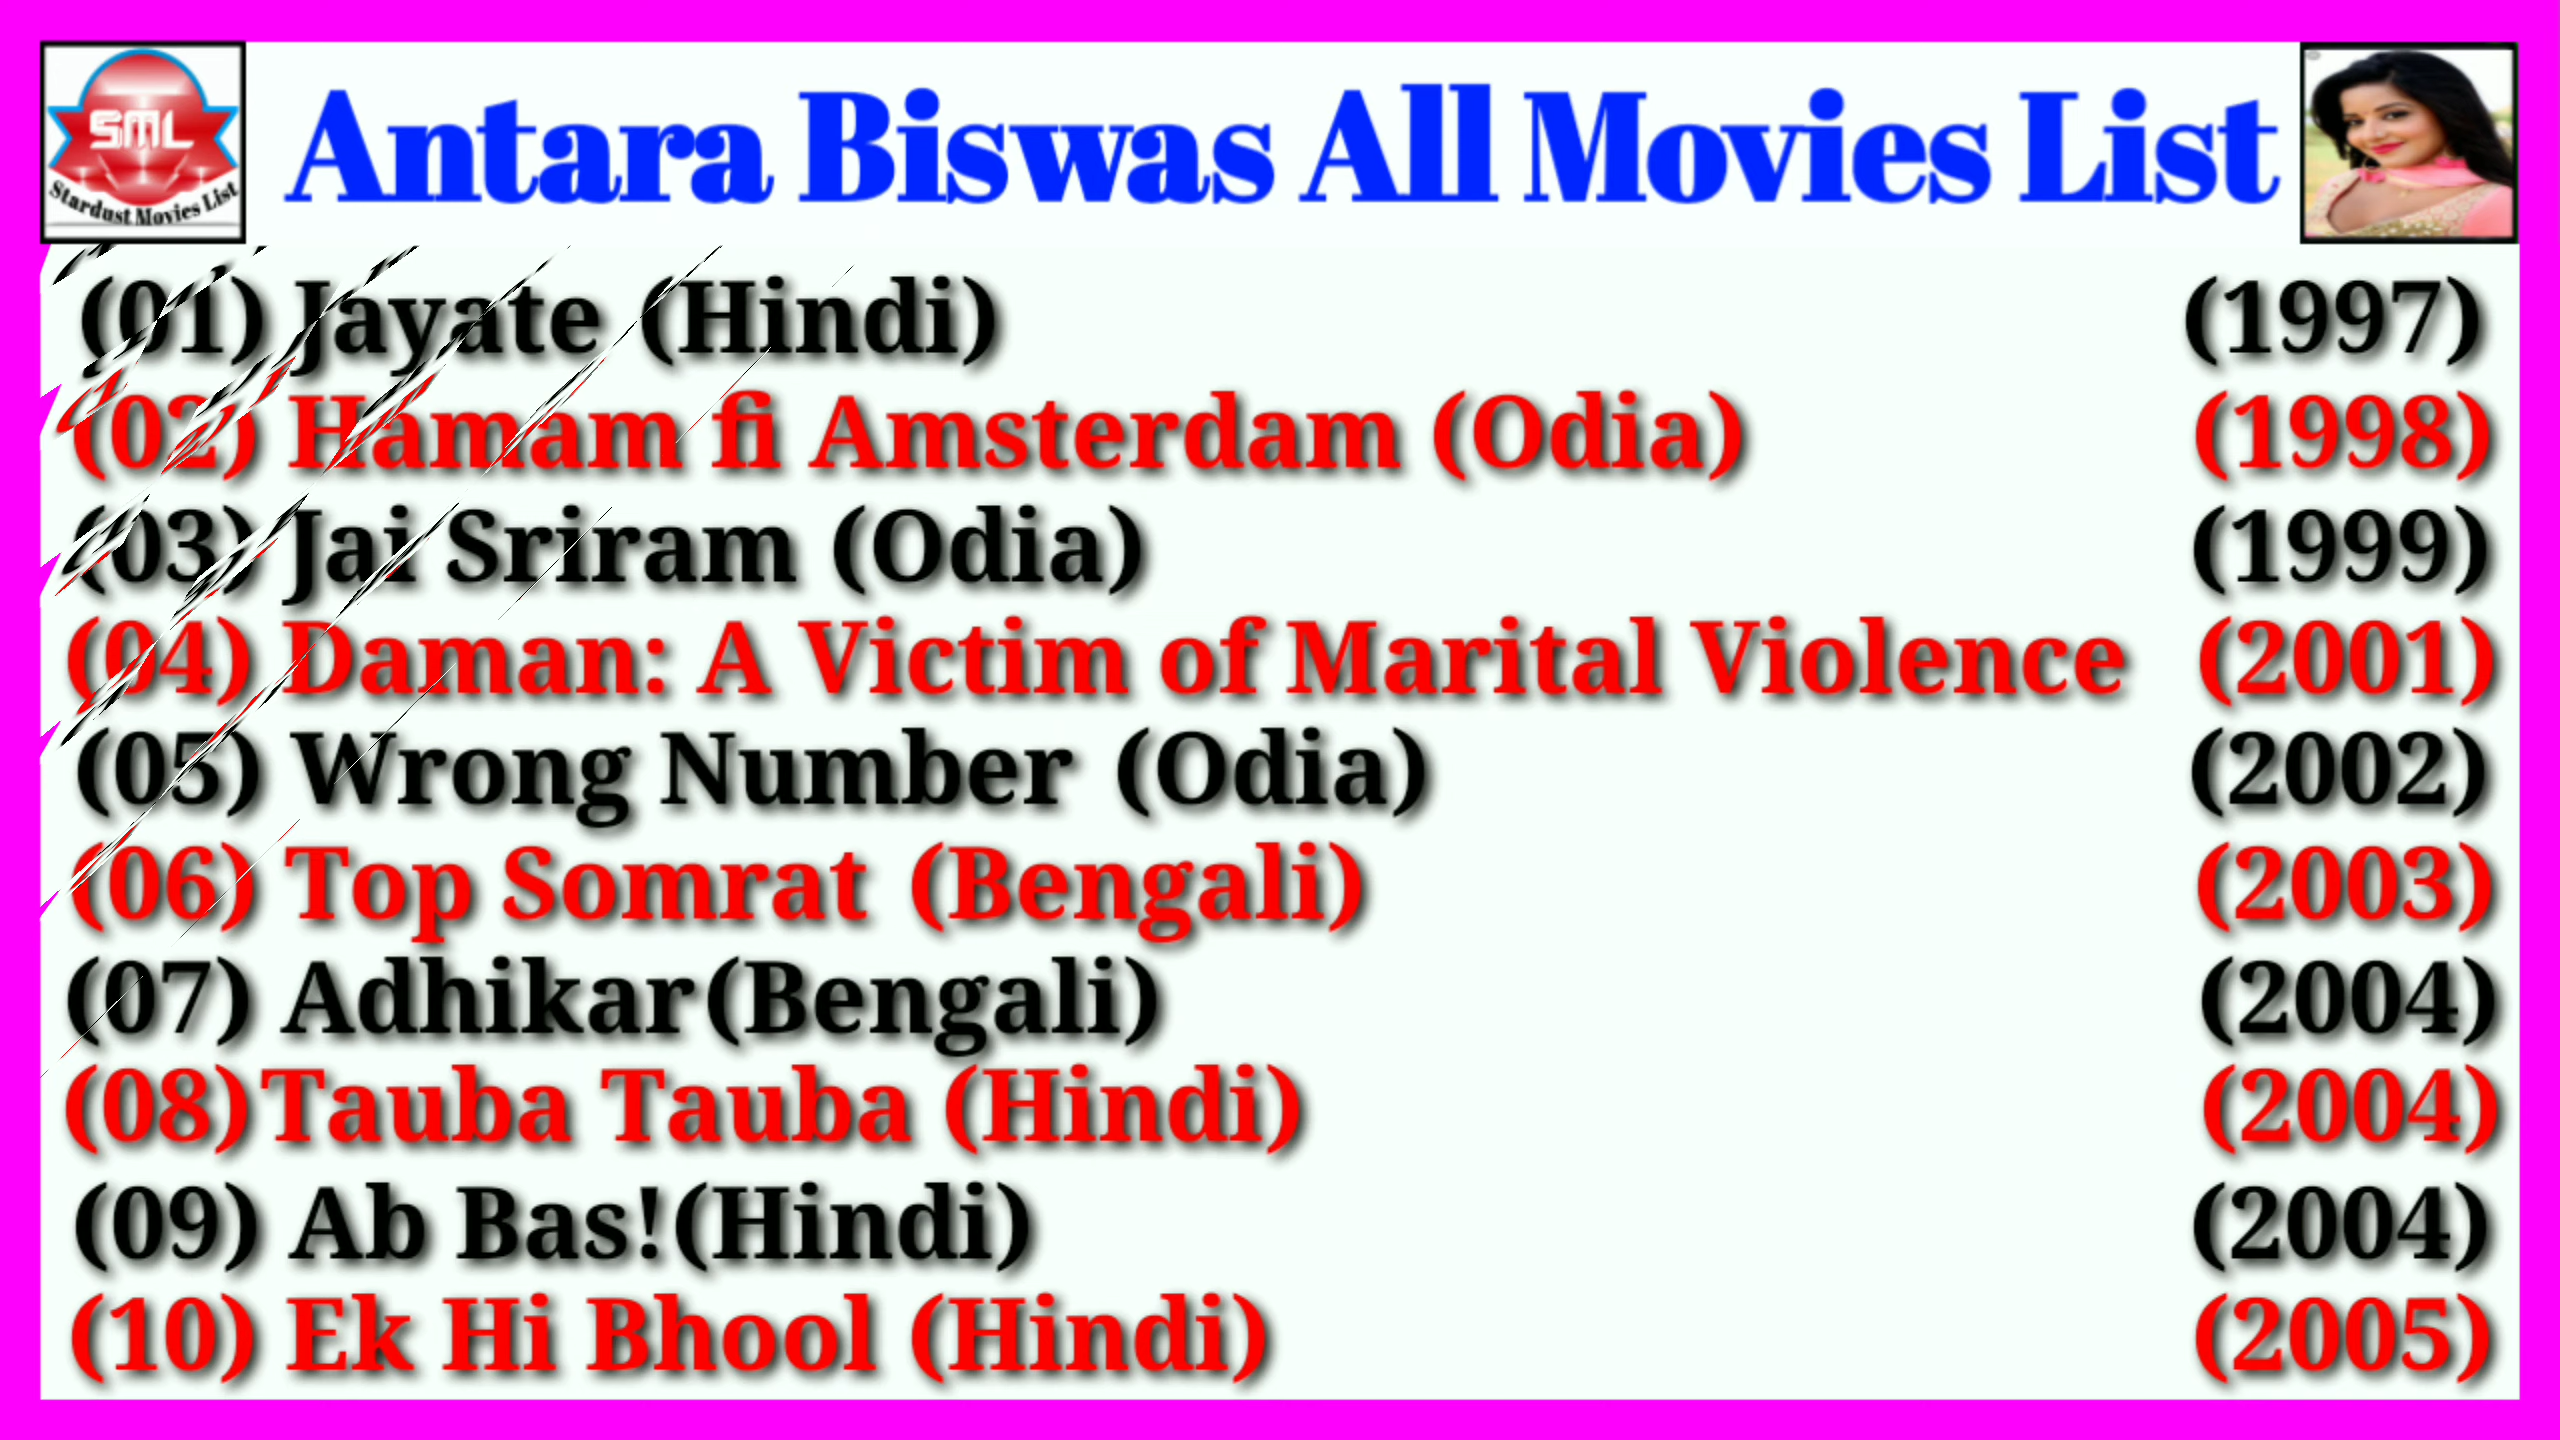 SML
Stardust Movies List
Antara Biswas All Movies List
(01) Jayate (Hindi) (1997)
(02) Hamam fi Amsterdam (Odia) (1998)
(03) Jai Sriram (Odia) (1999)
(04) Daman: A Victim of Marital Violence (2001)
(05) Wrong Number (Odia) (2002)
(06) Top Somrat (Bengali) (2003)
(07) Adhikar(Bengali) (2004)
(08) Tauba Tauba (Hindi) (2004)
(09) Ab Bas!(Hindi) (2004)
(10) Ek Hi Bhool (Hindi) (2005)